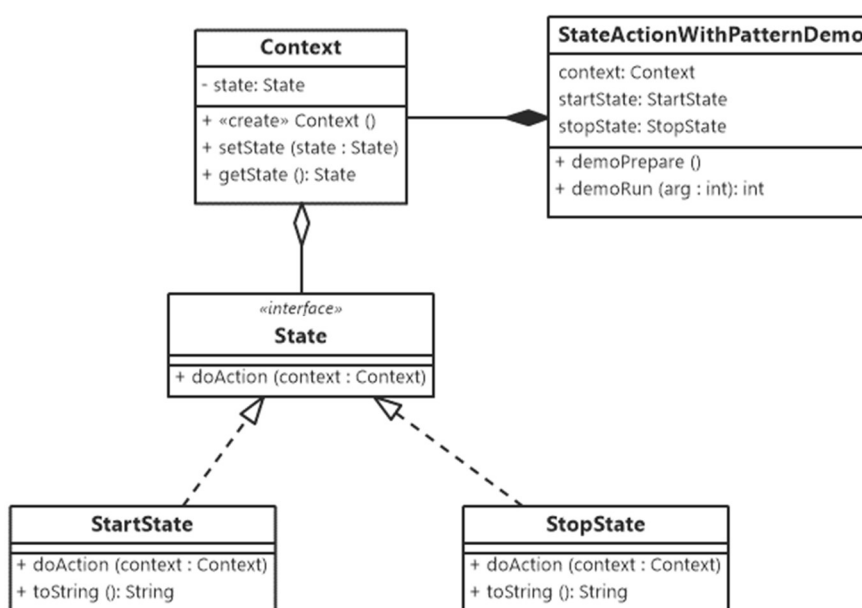 Context
- state: State
+ «create» Context ()
+ setState (state : State)
+ getState (): State
StateActionWithPatternDemo
context: Context
startState: StartState
stopState: StopState
+ demoPrepare ()
+ demoRun (arg : int): int
«interface»
State
+ doAction (context : Context)
StartState
+ doAction (context : Context)
+ toString (): String
StopState
+ doAction (context : Context)
+ toString (): String